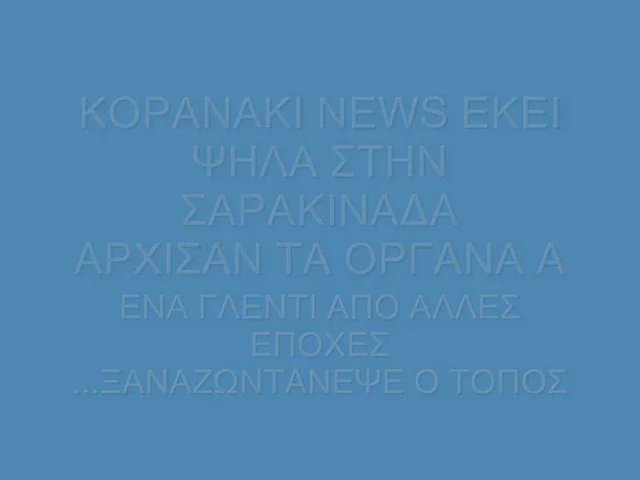 ΚΟΡΑΝΑΚΙ NEWS ΕΚΕΙ
ΨΗΛΑ ΣΤΗΝ
ΣΑΡΑΚΙΝΑΔΑ
ΑΡΧΙΣΑΝ ΤΑ ΟΡΓΑΝΑ Α
ΕΝΑ ΓΛΕΝΤΙ ΑΠΟ ΑΛΛΕΣ
ΕΠΟΧΕΣ
...ΞΑΝΑΖΩΝΤΑΝΕΨΕ Ο ΤΟΠΟΣ